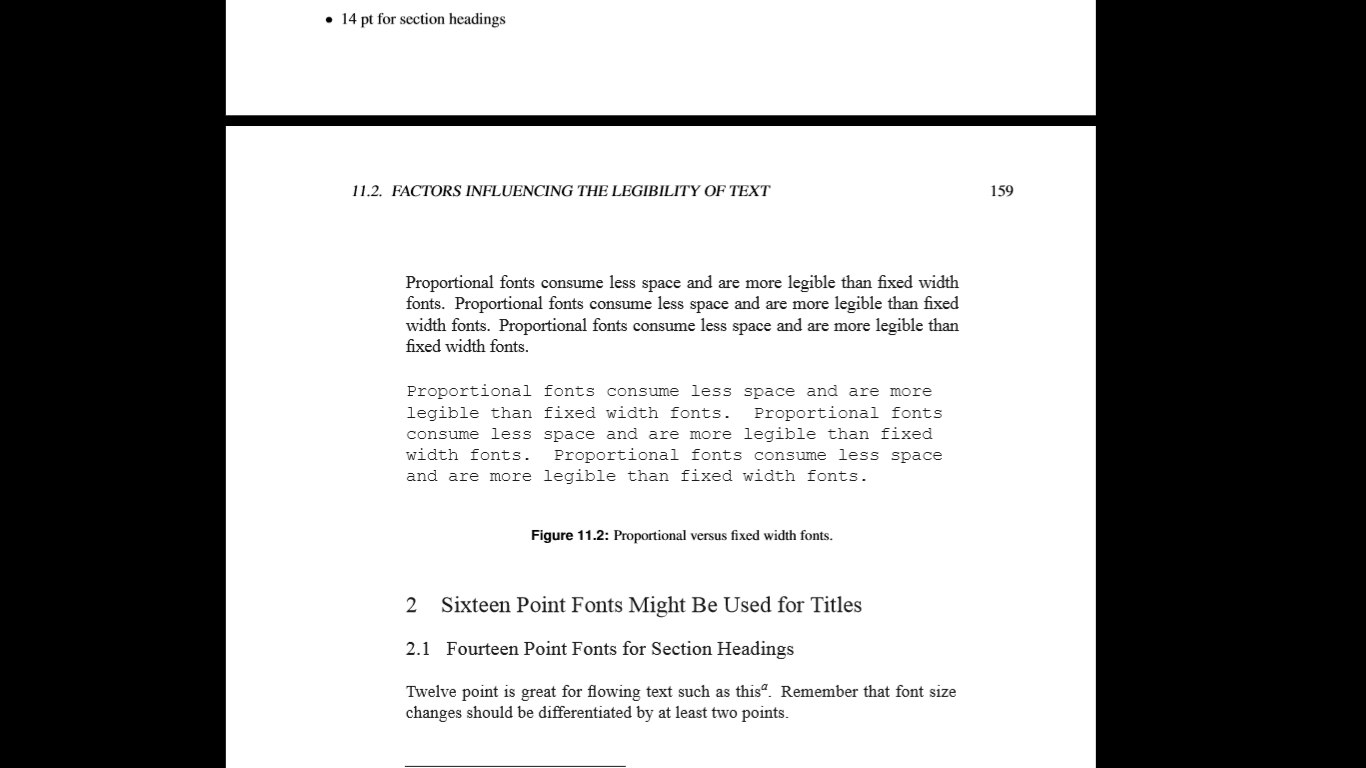 • 14 pt for section headings
11.2. FACTORS INFLUENCING THE LEGIBILITY OF TEXT 159
Proportional fonts consume less space and are more legible than fixed width
fonts. Proportional fonts consume less space and are more legible than fixed
width fonts. Proportional fonts consume less space and are more legible than
fixed width fonts.
Proportional fonts consume less space and are more
legible than fixed width fonts. Proportional fonts
consume less space and are more legible than fixed
width fonts. Proportional fonts consume less space
and are more legible than fixed width fonts.
Figure 11.2: Proportional versus fixed width fonts.
2 Sixteen Point Fonts Might Be Used for Titles
2.1 Fourteen Point Fonts for Section Headings
Twelve point is great for flowing text such as this^a. Remember that font size
changes should be differentiated by at least two points.